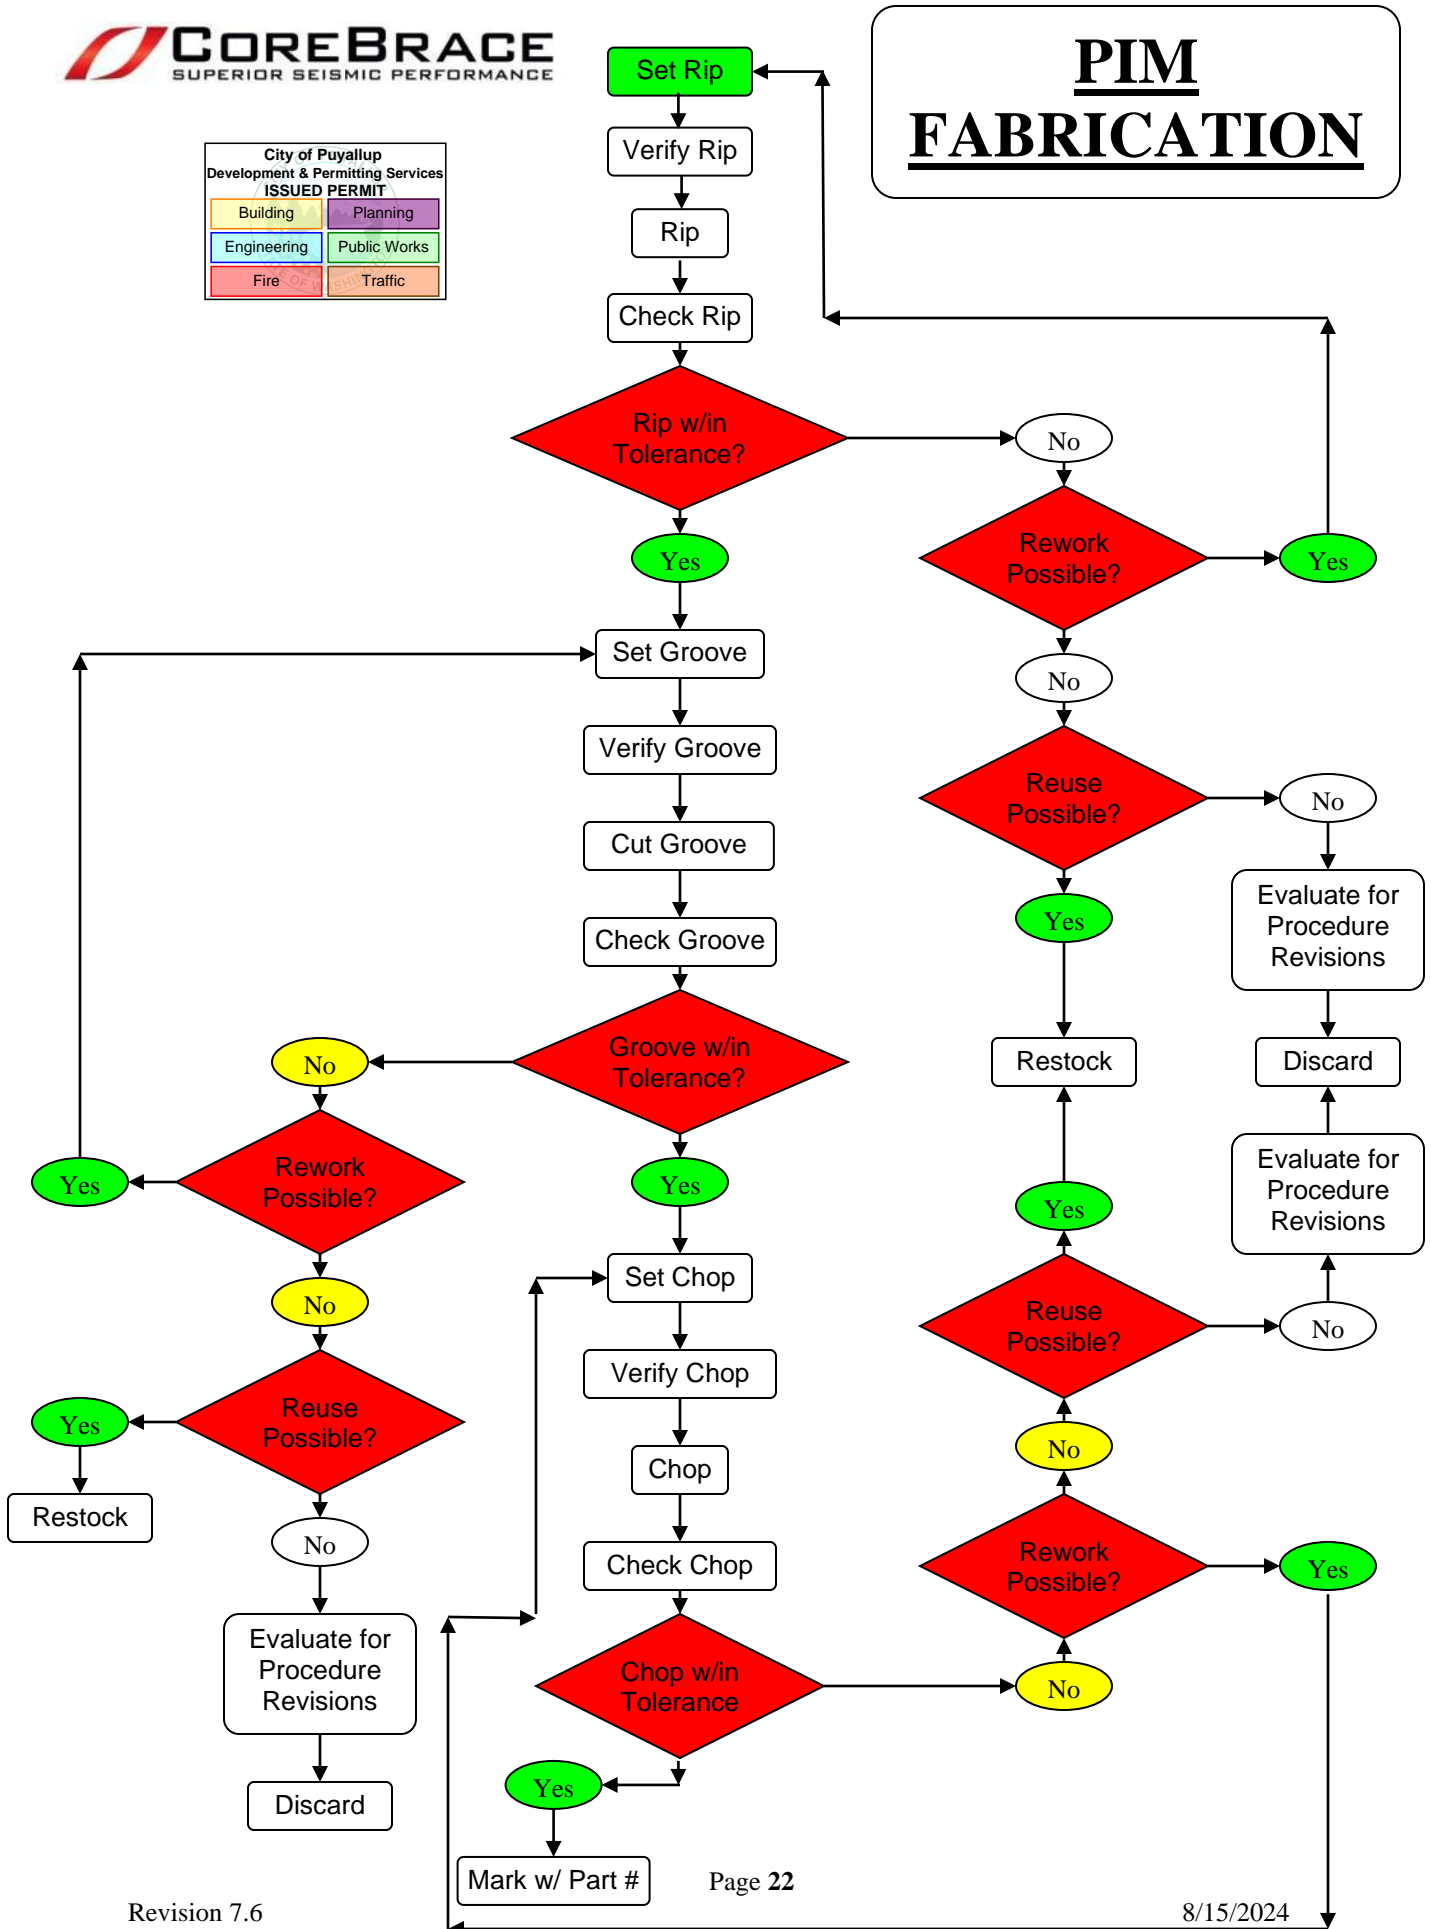 COREBRACE
SUPERIOR SEISMIC PERFORMANCE
PIM
FABRICATION
City of Puyallup
Development & Permitting Services
ISSUED PERMIT
Building
Planning
Engineering
Public Works
Fire
Traffic
OF WASHING
Set Rip
Verify Rip
Rip
Check Rip
Rip w/in
Tolerance?
No
Yes
Rework
Possible?
Yes
No
Set Groove
Verify Groove
Cut Groove
Check Groove
Reuse
Possible?
No
Yes
Evaluate for
Procedure
Revisions
Restock
Discard
Groove w/in
Tolerance?
No
Yes
Rework
Possible?
Yes
No
Reuse
Possible?
Yes
Restock
No
Evaluate for
Procedure
Revisions
Discard
Set Chop
Verify Chop
Chop
Check Chop
Chop w/in
Tolerance
Yes
Mark w/ Part #
Evaluate for
Procedure
Revisions
Yes
Reuse
Possible?
No
No
Rework
Possible?
Yes
No
Page 22
Revision 7.6
8/15/2024